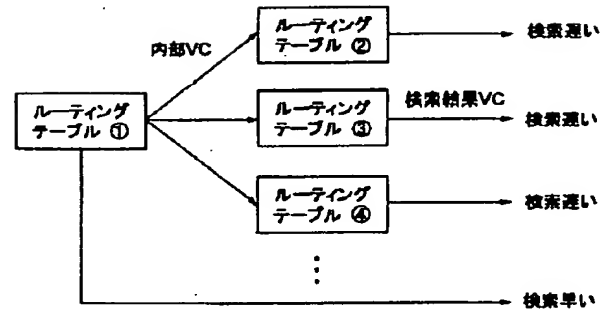 内部VC
ルーティング
テーブル ②
検索遅い
ルーティング
テーブル ①
ルーティング
テーブル ③
検索結果VC
検索遅い
ルーティング
テーブル ④
検索遅い
検索早い